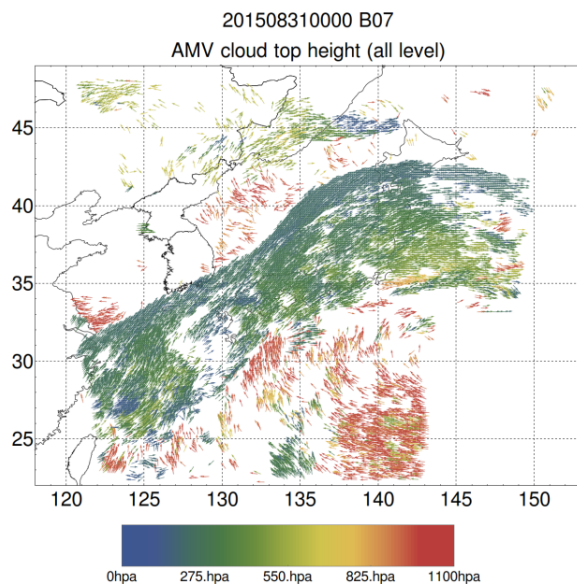 201508310000 B07
AMV cloud top height (all level)
45
40
35
30
25
120 125 130 135 140 145 150
0hpa 275.hpa 550.hpa 825.hpa 1100hpa